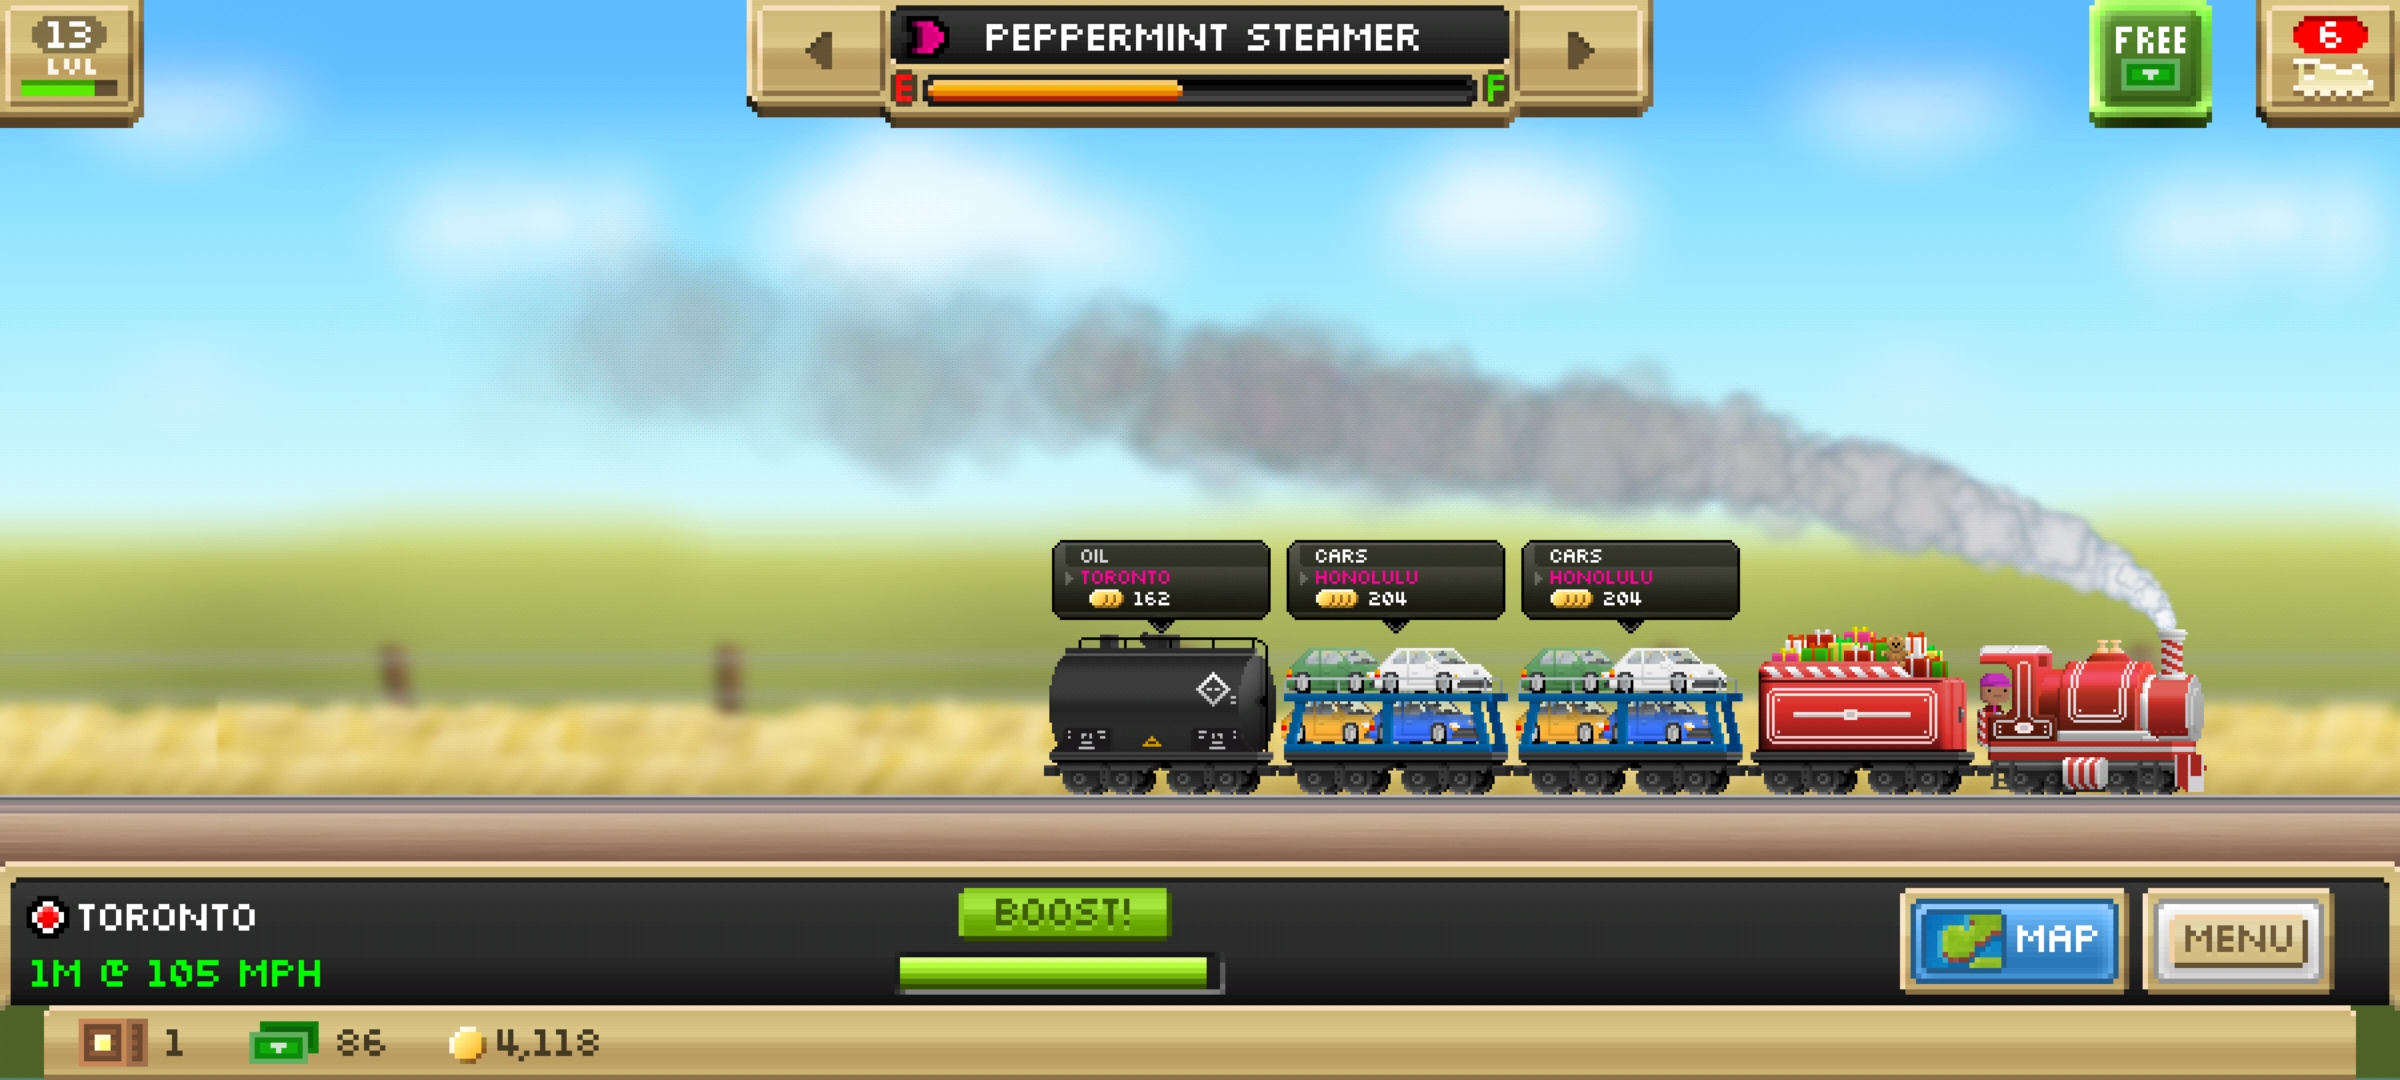 13
LVL
PEPPERMINT STEAMER
E
F
FREE
6
OIL
TORONTO
162
CARS
HONOLULU
204
CARS
HONOLULU
204
TORONTO
1M @ 105 MPH
BOOST!
MAP
MENU
1
86
4,118